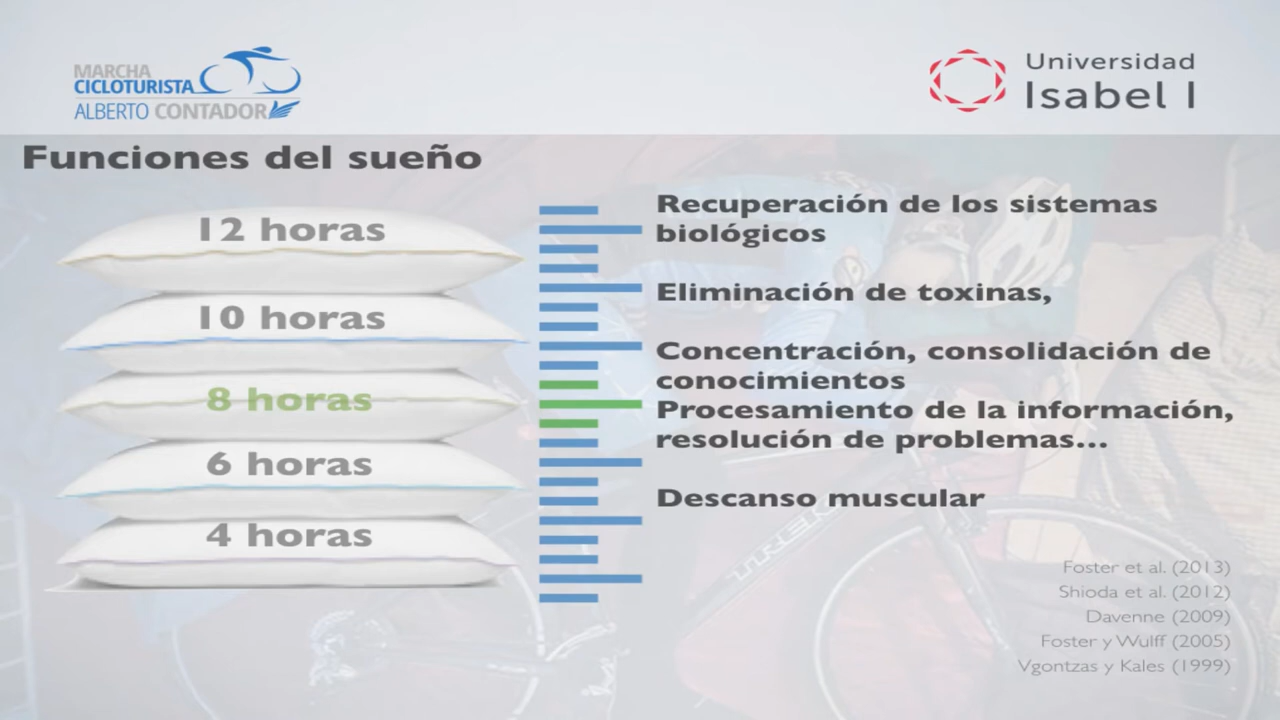 MARCHA
CICLOTURISTA
ALBERTO CONTADOR
Universidad
Isabel I
Funciones del sueño
12 horas
10 horas
8 horas
6 horas
4 horas
Recuperación de los sistemas
biológicos
Eliminación de toxinas,
Concentración, consolidación de
conocimientos
Procesamiento de la información,
resolución de problemas...
Descanso muscular
TREK
Foster et al. (2013)
Shioda et al. (2012)
Davenne (2009)
Foster y Wulff (2005)
Vgontzas y Kales (1999)